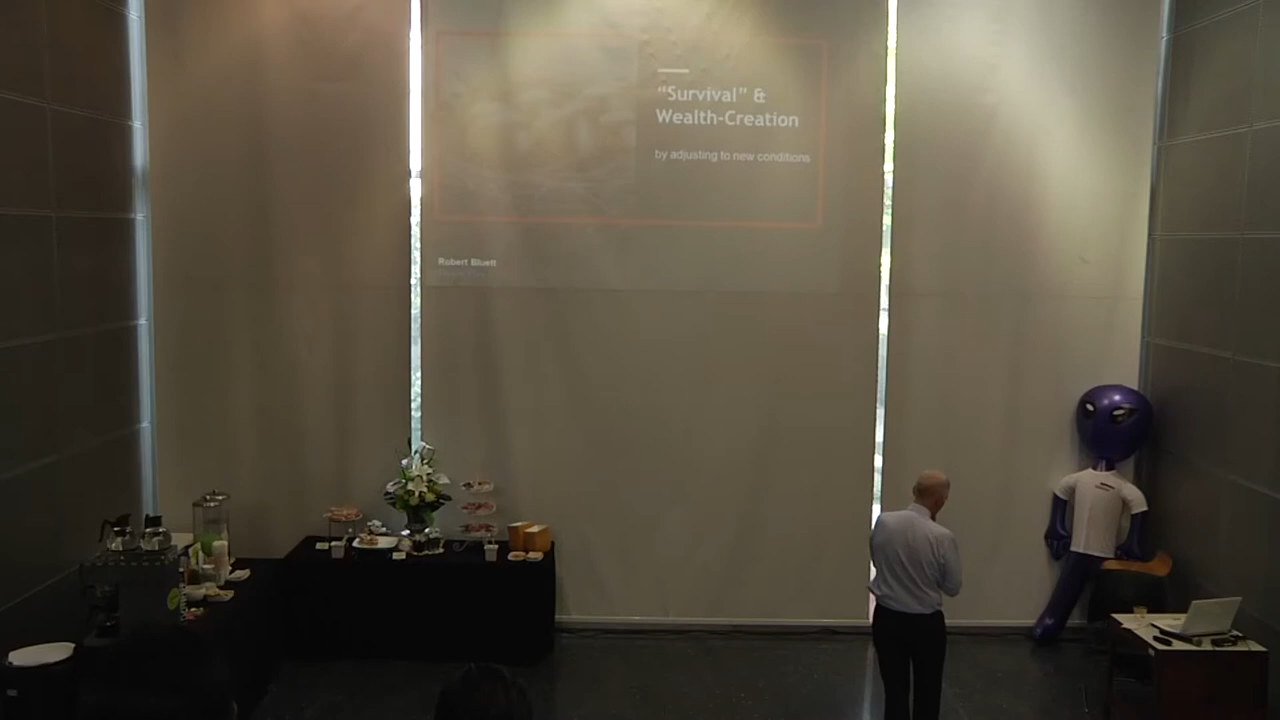 “Survival” &
Wealth-Creation
by adjusting to new conditions
Robert Bluett